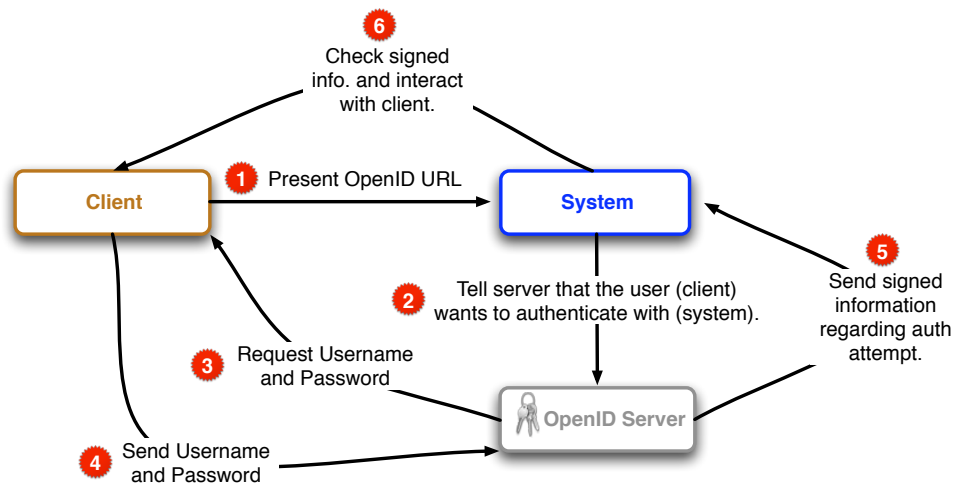 6
Check signed
info. and interact
with client.
1
Present OpenID URL
Client
System
5
Send signed
information
regarding auth
attempt.
2
Tell server that the user (client)
wants to authenticate with (system).
3
Request Username
and Password
OpenID Server
4
Send Username
and Password